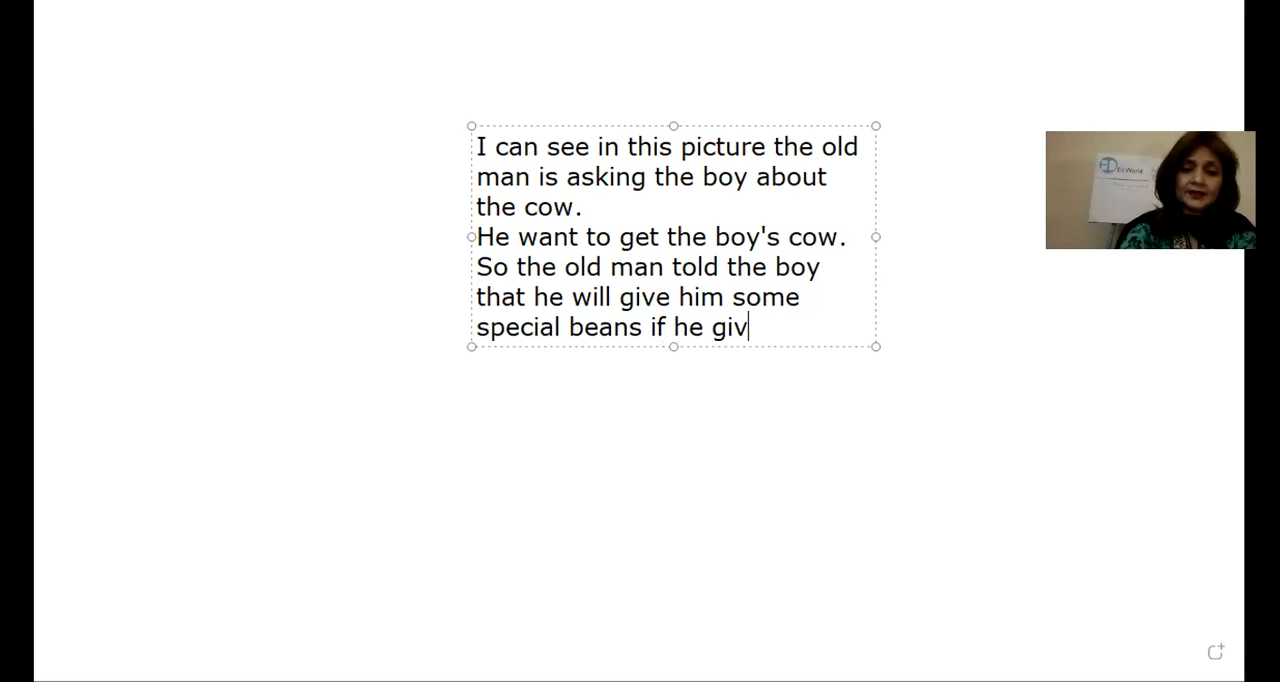 I can see in this picture the old
man is asking the boy about
the cow.
He want to get the boy's cow.
So the old man told the boy
that he will give him some
special beans if he giv
EdWord